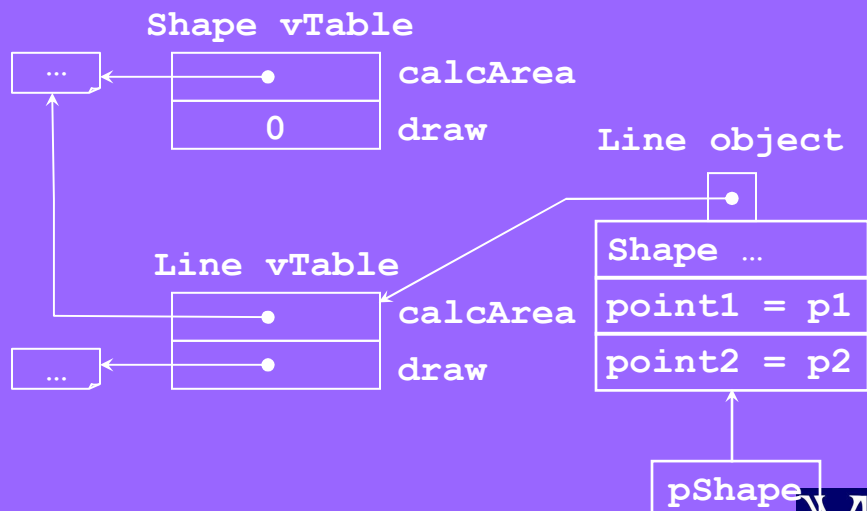 Shape vTable
…
calcArea
0
draw
Line object
Line vTable
Shape …
calcArea
point1 = p1
…
draw
point2 = p2
pShape